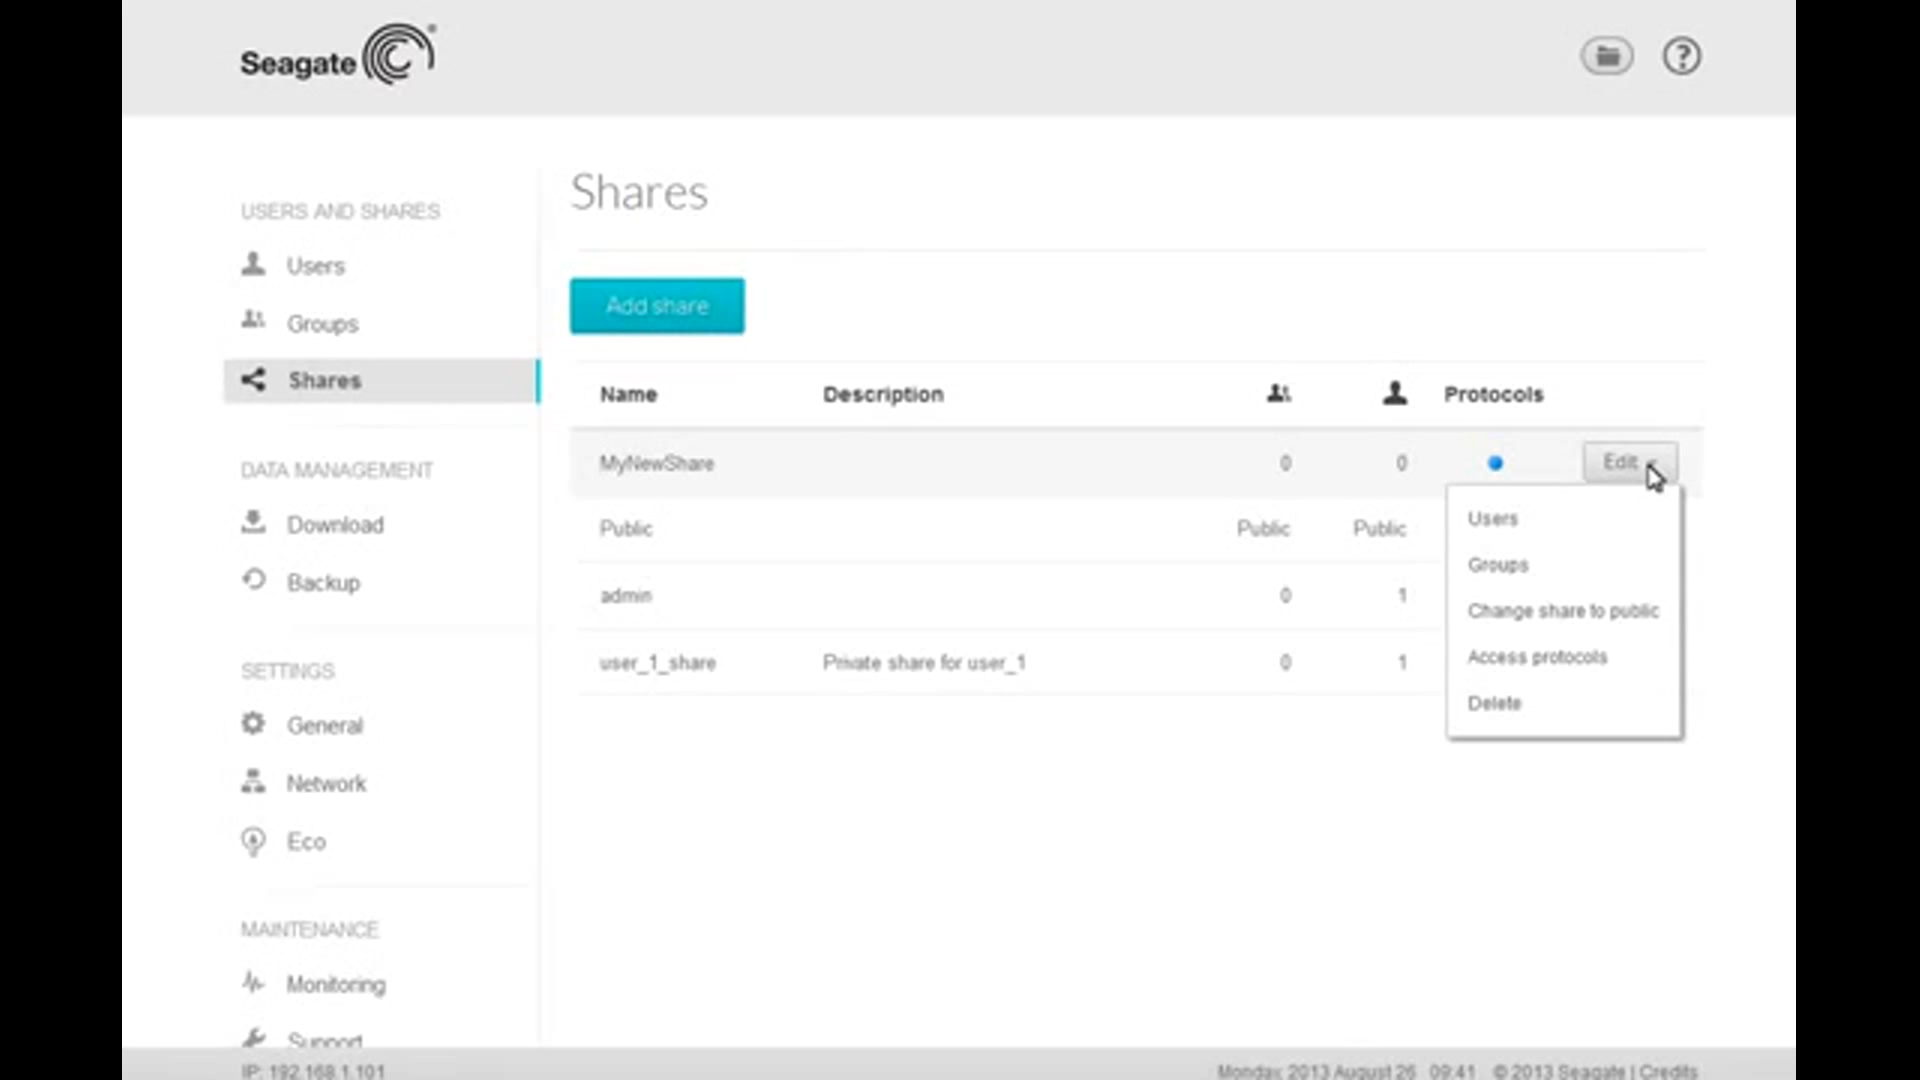 Seagate
Shares
USERS AND SHARES
Users
Groups
Shares
DATA MANAGEMENT
Download
Backup
SETTINGS
General
Network
Eco
MAINTENANCE
Monitoring
Support
Add share
Name Description Protocols
MyNewShare 0 0 Edit
Public Public Public
admin 0 1
user_1_share Private share for user_1 0 1
Users
Groups
Change share to public
Access protocols
Delete
IP: 192.168.1.101
Monday, 2013 August 26 09:41 © 2013 Seagate | Credits